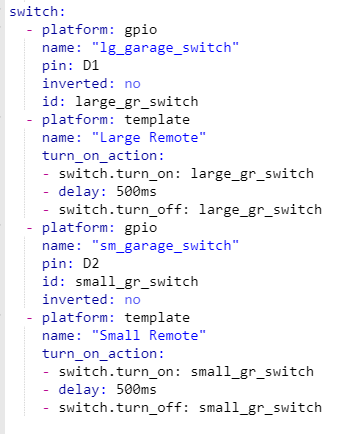 switch:
  - platform: gpio
    name: "lg_garage_switch"
    pin: D1
    inverted: no
    id: large_gr_switch
  - platform: template
    name: "Large Remote"
    turn_on_action:
    - switch.turn_on: large_gr_switch
    - delay: 500ms
    - switch.turn_off: large_gr_switch
  - platform: gpio
    name: "sm_garage_switch"
    pin: D2
    id: small_gr_switch
    inverted: no
  - platform: template
    name: "Small Remote"
    turn_on_action:
    - switch.turn_on: small_gr_switch
    - delay: 500ms
    - switch.turn_off: small_gr_switch